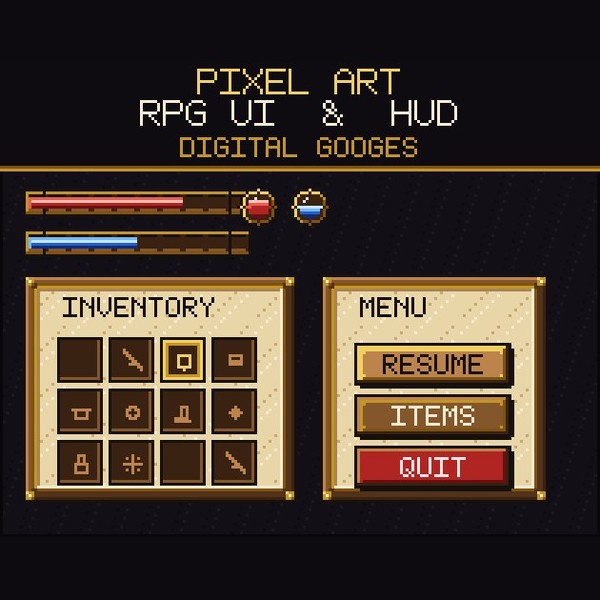 PIXEL ART
RPG UI & HUD
DIGITAL GOOGES
INVENTORY
MENU
RESUME
ITEMS
QUIT